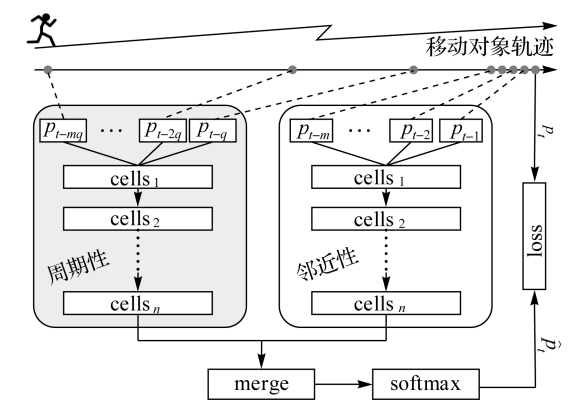 移动对象轨迹
p_{t-mq} ··· p_{t-2q} p_{t-q}
p_{t-m} ··· p_{t-2} p_{t-1}
p_t
cells_1
cells_1
cells_2
cells_2
loss
周期性
邻近性
cells_n
cells_n
p̂_t
merge
softmax